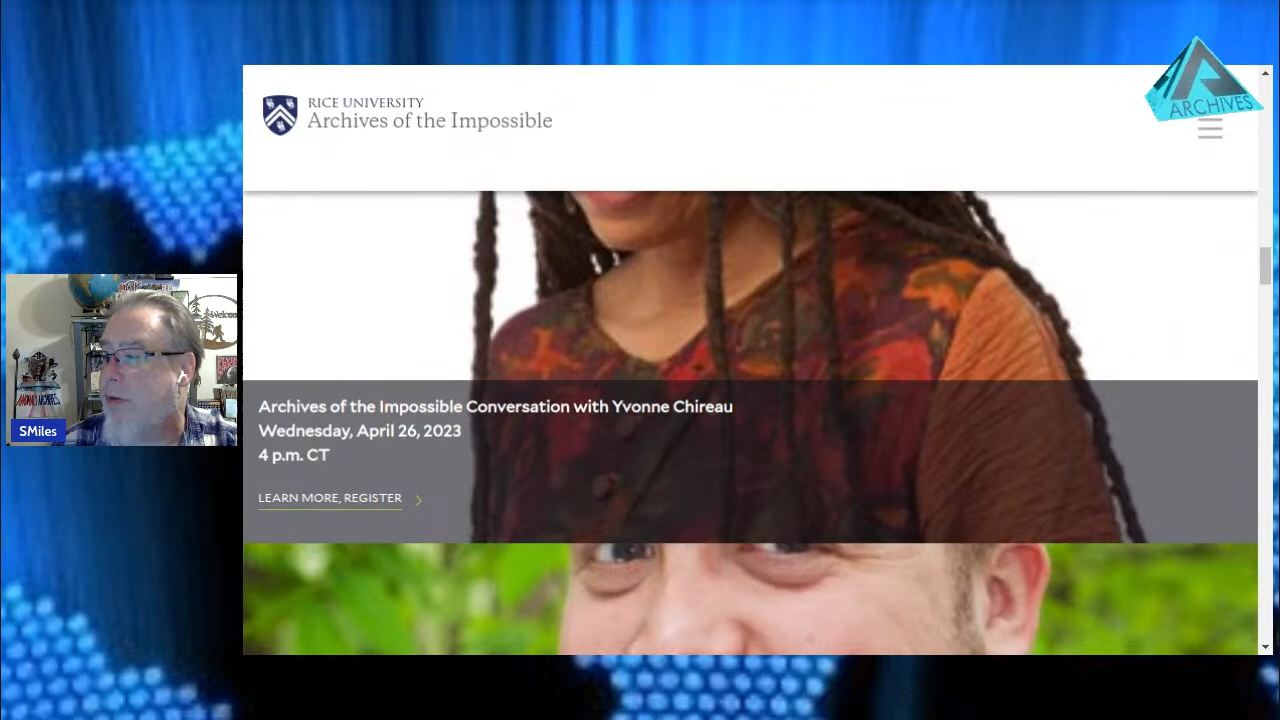 ARCHIVES
RICE UNIVERSITY
Archives of the Impossible
Archives of the Impossible Conversation with Yvonne Chireau
Wednesday, April 26, 2023
4 p.m. CT
LEARN MORE, REGISTER
SMiles